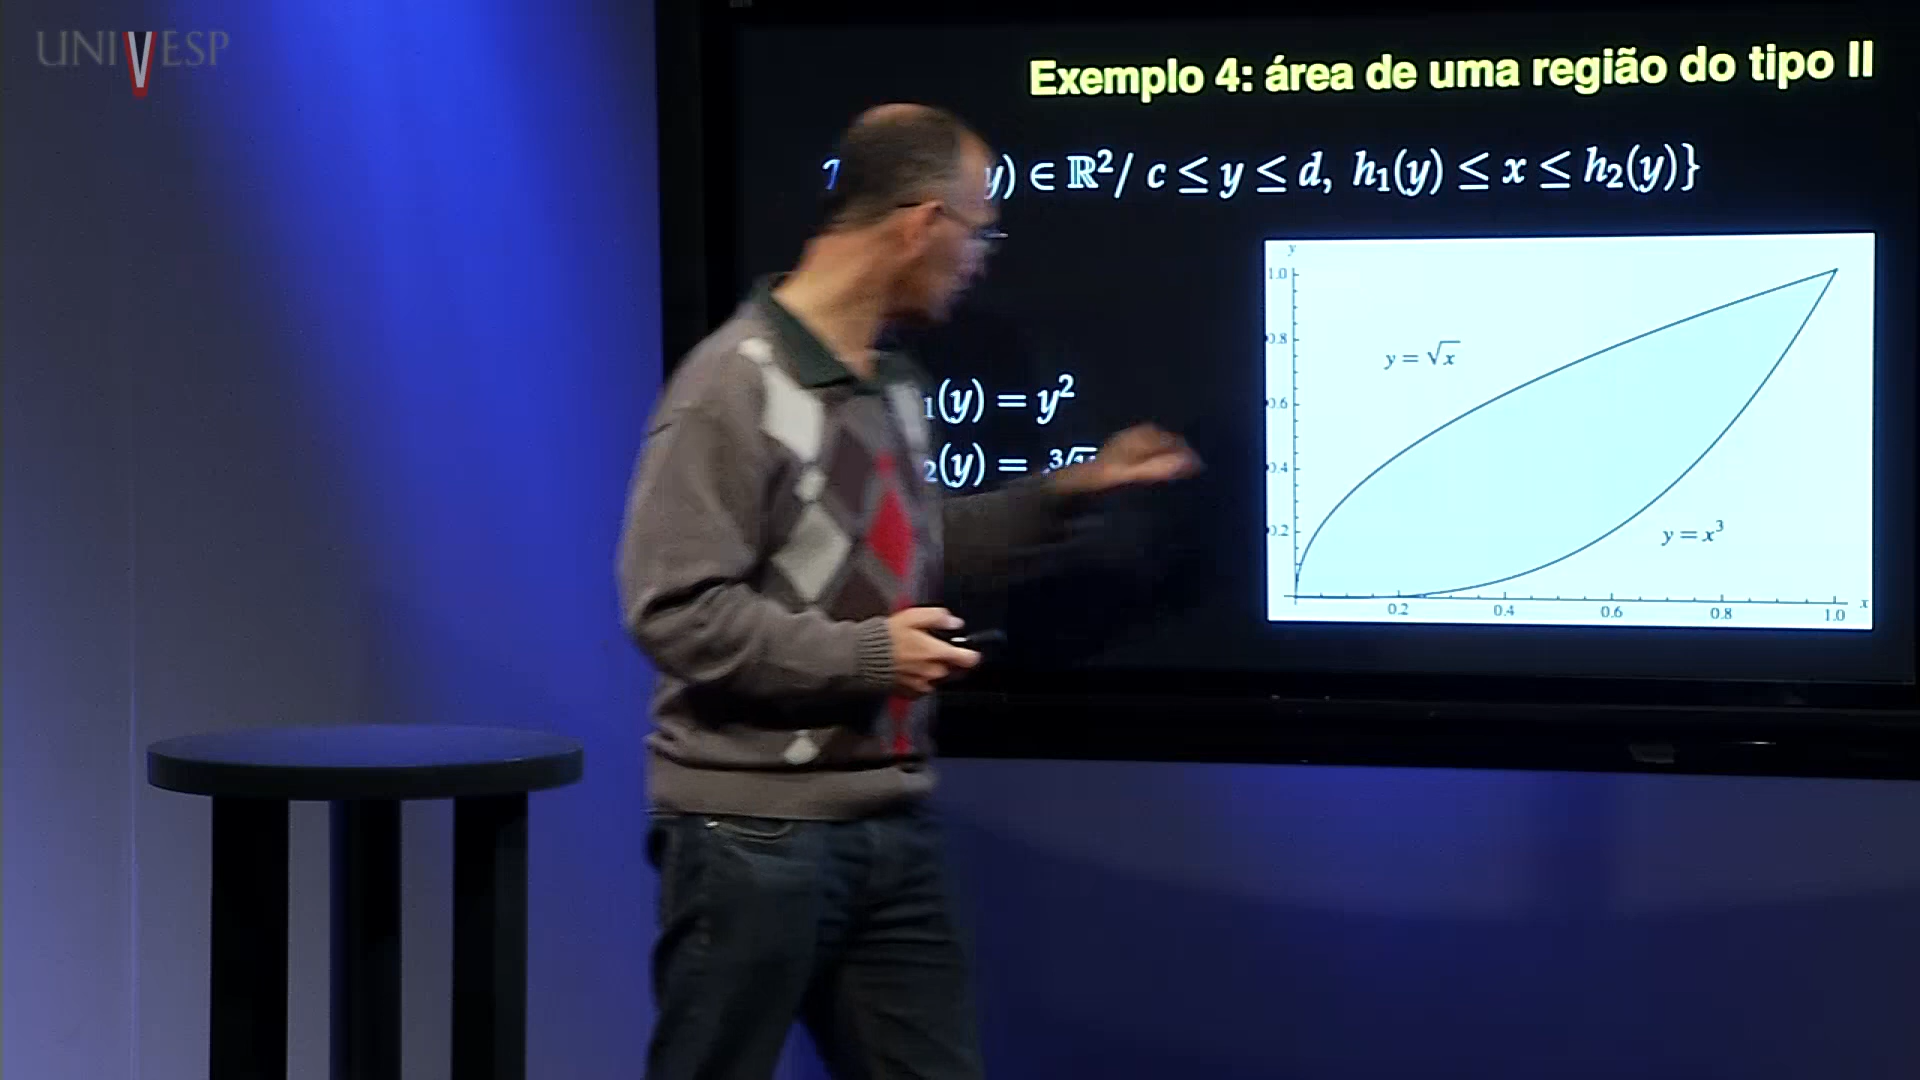 UNIVESP
Exemplo 4: área de uma região do tipo II
y) ∈ ℝ²/ c ≤ y ≤ d, h₁(y) ≤ x ≤ h₂(y)}
₁(y) = y²
₂(y) = ³√
y
1.0
0.8
0.6
0.4
0.2
y = √x
y = x³
0.2 0.4 0.6 0.8 1.0 x